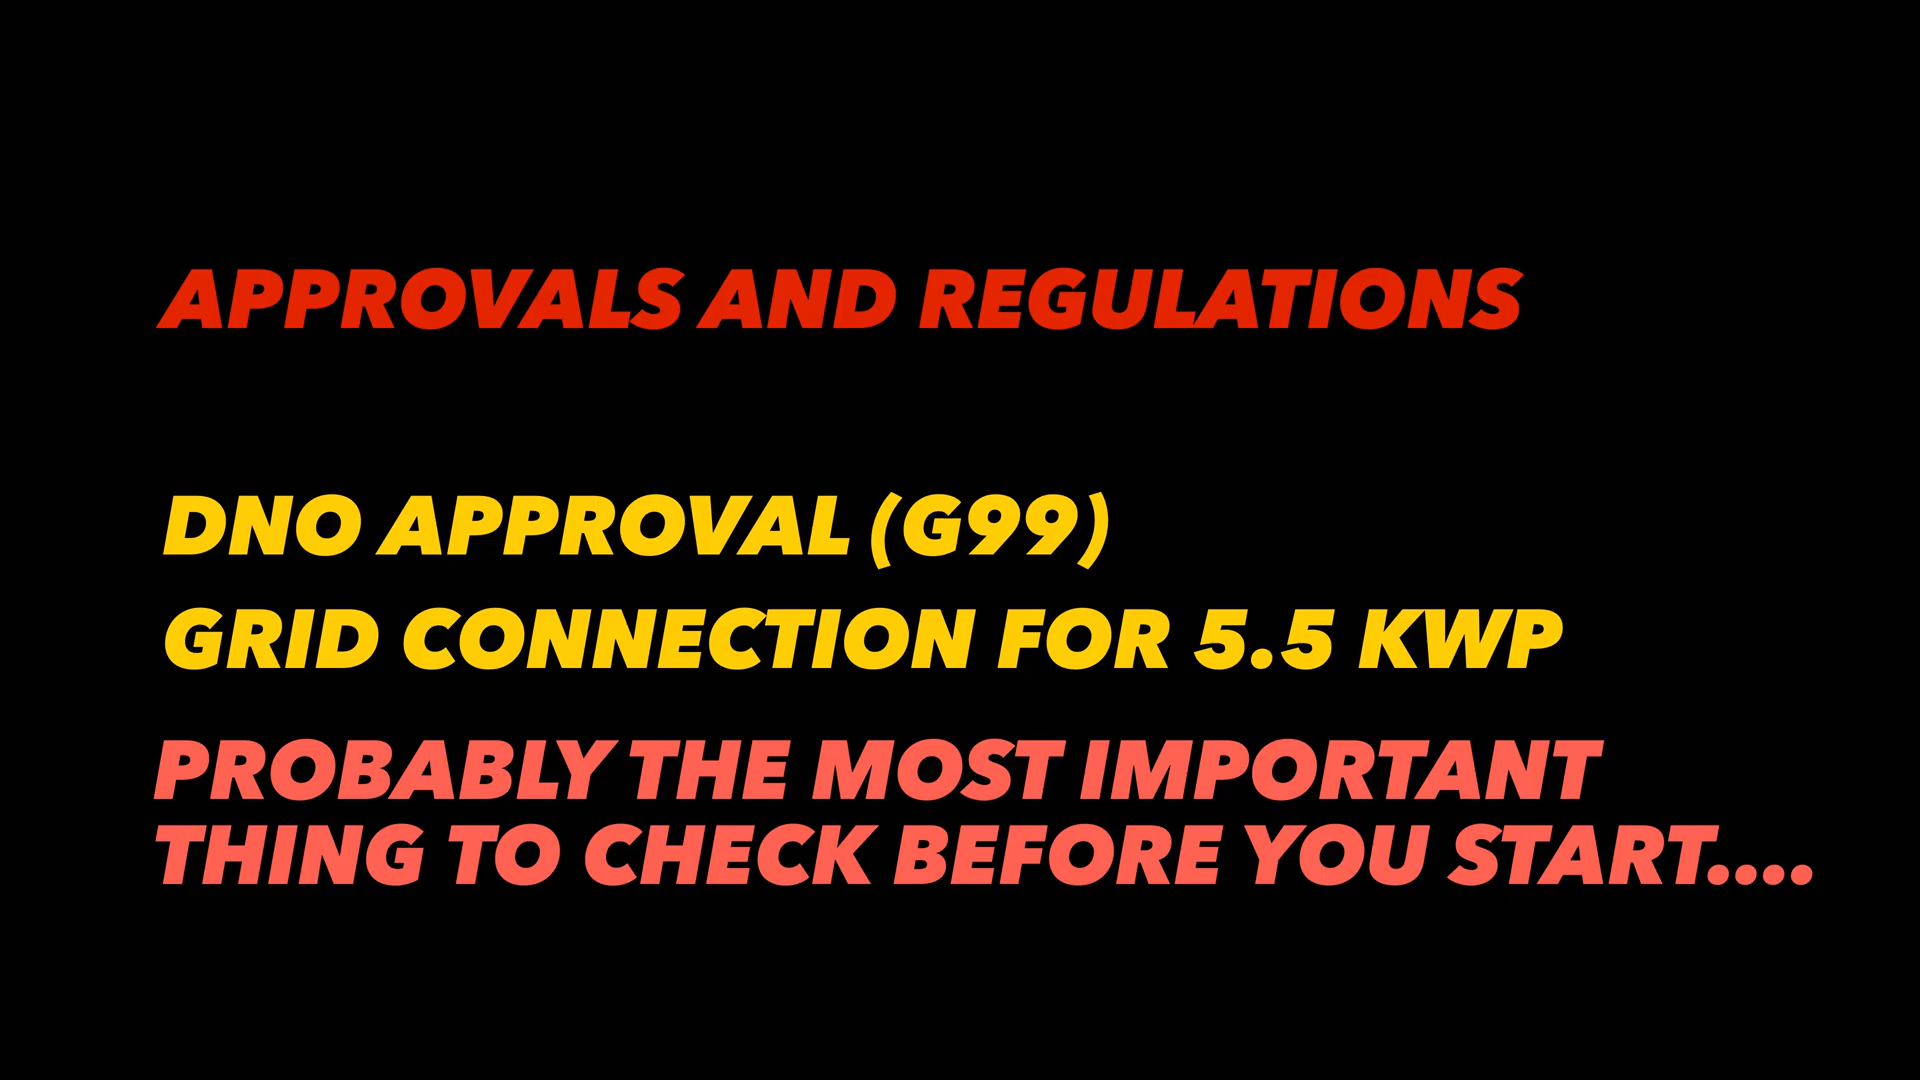 APPROVALS AND REGULATIONS
DNO APPROVAL (G99)
GRID CONNECTION FOR 5.5 KWP
PROBABLY THE MOST IMPORTANT
THING TO CHECK BEFORE YOU START....